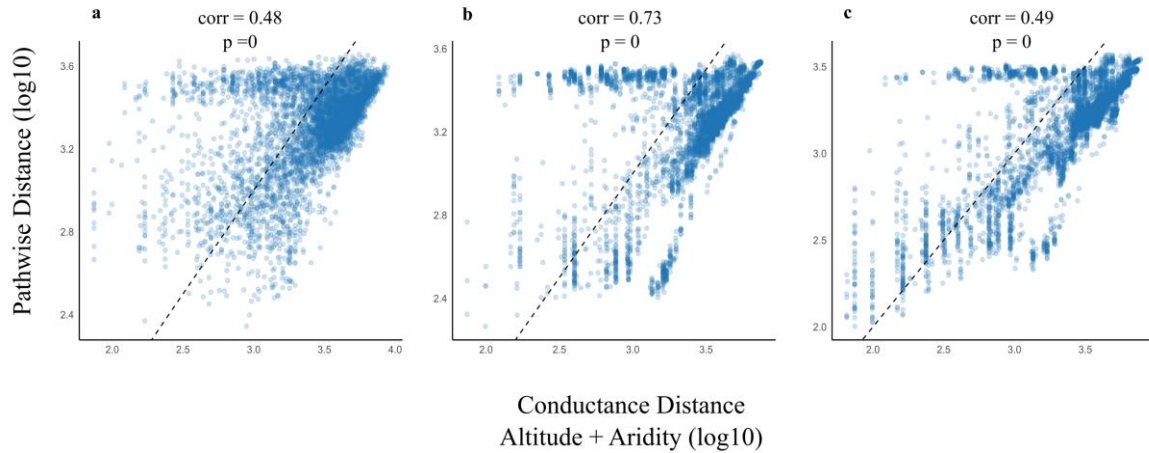 a
corr = 0.48
p =0
b
corr = 0.73
p = 0
c
corr = 0.49
p = 0
Pathwise Distance (log10)
3.6
3.2
2.8
2.4
2.0
2.5
3.0
3.5
4.0
3.6
3.2
2.8
2.4
2.0
2.5
3.0
3.5
3.5
3.0
2.5
2.0
2.0
2.5
3.0
3.5
Conductance Distance
Altitude + Aridity (log10)